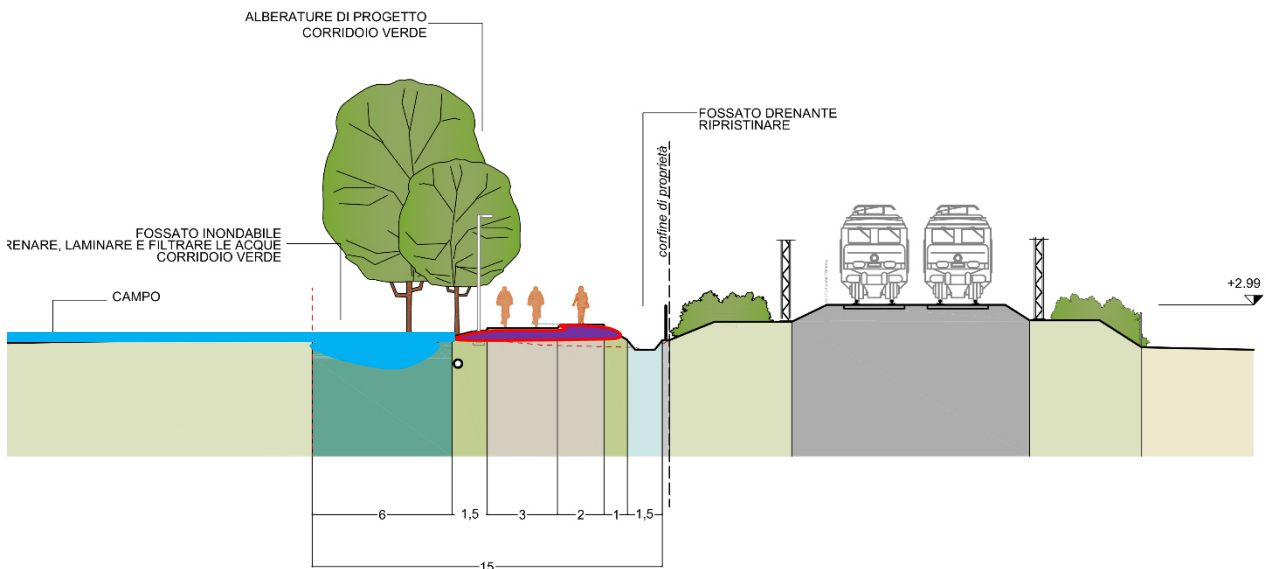 ALBERATURE DI PROGETTO
CORRIDOIO VERDE
FOSSATO DRENANTE
RIPRISTINARE
confine di proprietà
FOSSATO INONDABILE
RENARE, LAMINARE E FILTRARE LE ACQUE
CORRIDOIO VERDE
CAMPO
+2.99
6
1,5
3
2
1
1,5
15